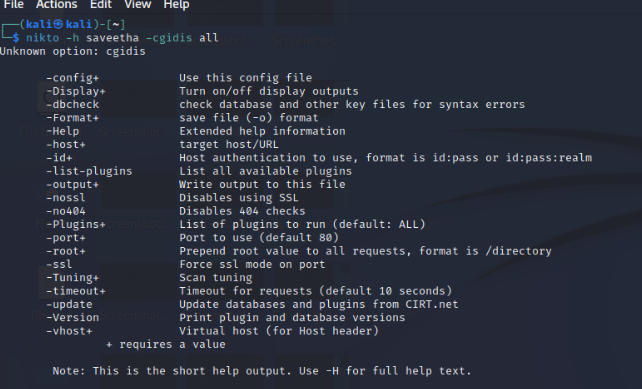 File Actions Edit View Help
┌──(kali㉿kali)-[~]
└─$ nikto -h saveetha -cgidis all
Unknown option: cgidis
-config+ Use this config file
-Display+ Turn on/off display outputs
-dbcheck check database and other key files for syntax errors
-Format+ save file (-o) format
-Help Extended help information
-host+ target host/URL
-id+ Host authentication to use, format is id:pass or id:pass:realm
-list-plugins List all available plugins
-output+ Write output to this file
-nossl Disables using SSL
-no404 Disables 404 checks
-Plugins+ List of plugins to run (default: ALL)
-port+ Port to use (default 80)
-root+ Prepend root value to all requests, format is /directory
-ssl Force ssl mode on port
-Tuning+ Scan tuning
-timeout+ Timeout for requests (default 10 seconds)
-update Update databases and plugins from CIRT.net
-Version Print plugin and database versions
-vhost+ Virtual host (for Host header)
+ requires a value
Note: This is the short help output. Use -H for full help text.